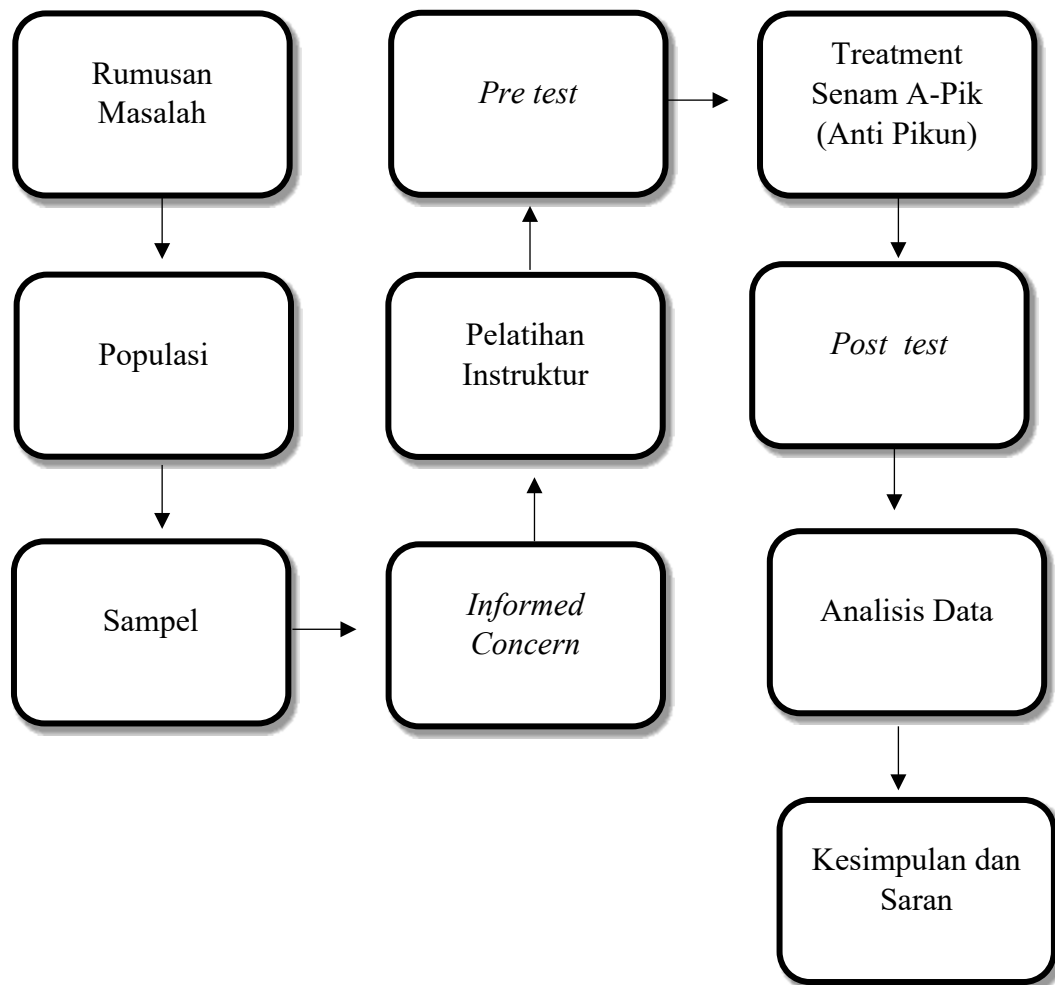 Rumusan
Masalah
Populasi
Sampel
Informed
Concern
Pelatihan
Instruktur
Pre test
Treatment
Senam A-Pik
(Anti Pikun)
Post test
Analisis Data
Kesimpulan dan
Saran